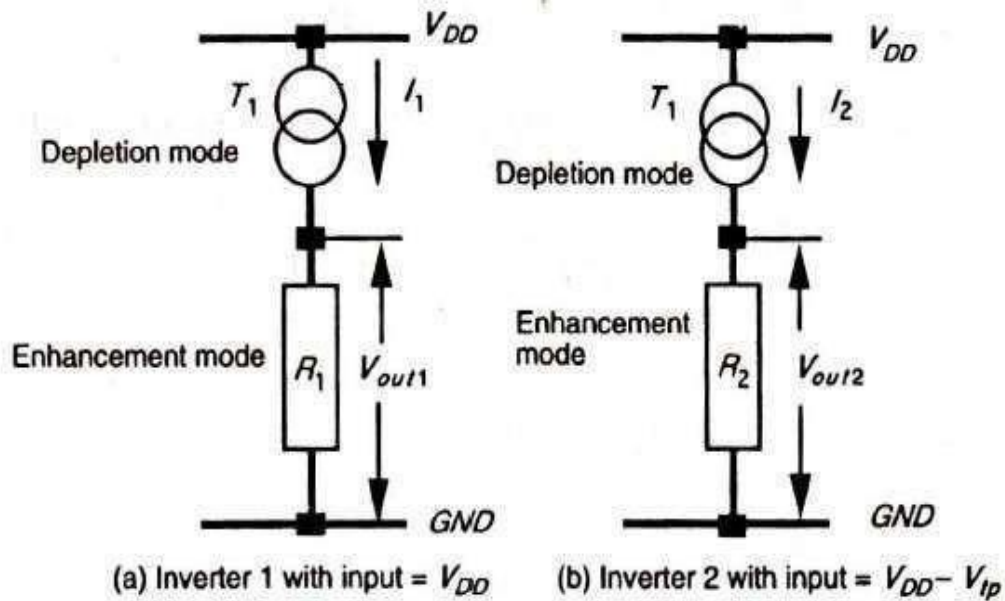 V_DD
T_1
I_1
Depletion mode
Enhancement mode
R_1
V_out1
GND
(a) Inverter 1 with input = V_DD
V_DD
T_1
I_2
Depletion mode
Enhancement
mode
R_2
V_out2
GND
(b) Inverter 2 with input = V_DD – V_tp